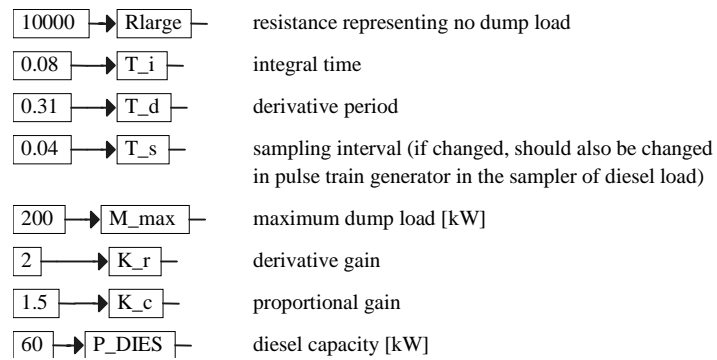 10000 Rlarge resistance representing no dump load
0.08 T_i integral time
0.31 T_d derivative period
0.04 T_s sampling interval (if changed, should also be changed
in pulse train generator in the sampler of diesel load)
200 M_max maximum dump load [kW]
2 K_r derivative gain
1.5 K_c proportional gain
60 P_DIES diesel capacity [kW]